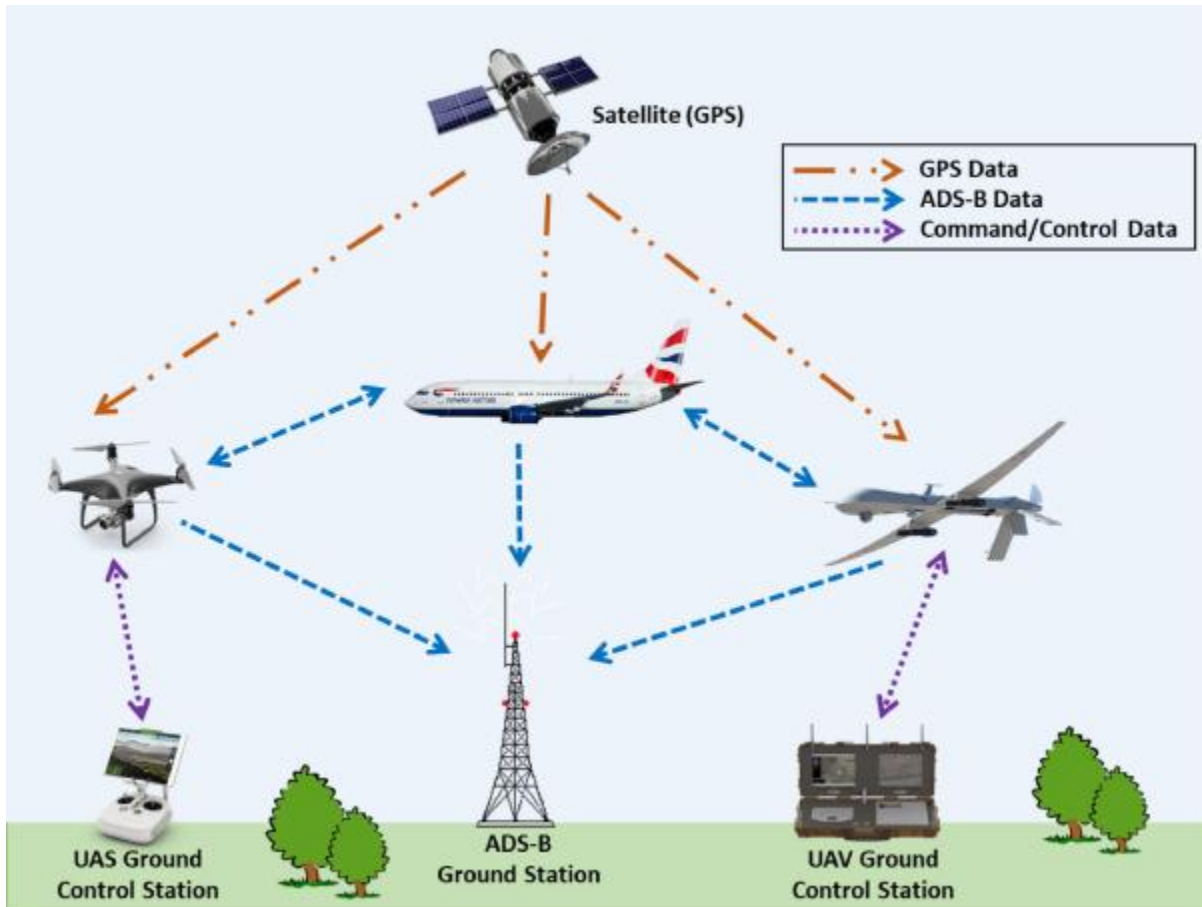 Satellite (GPS)
GPS Data
ADS-B Data
Command/Control Data
UAS Ground
Control Station
ADS-B
Ground Station
UAV Ground
Control Station